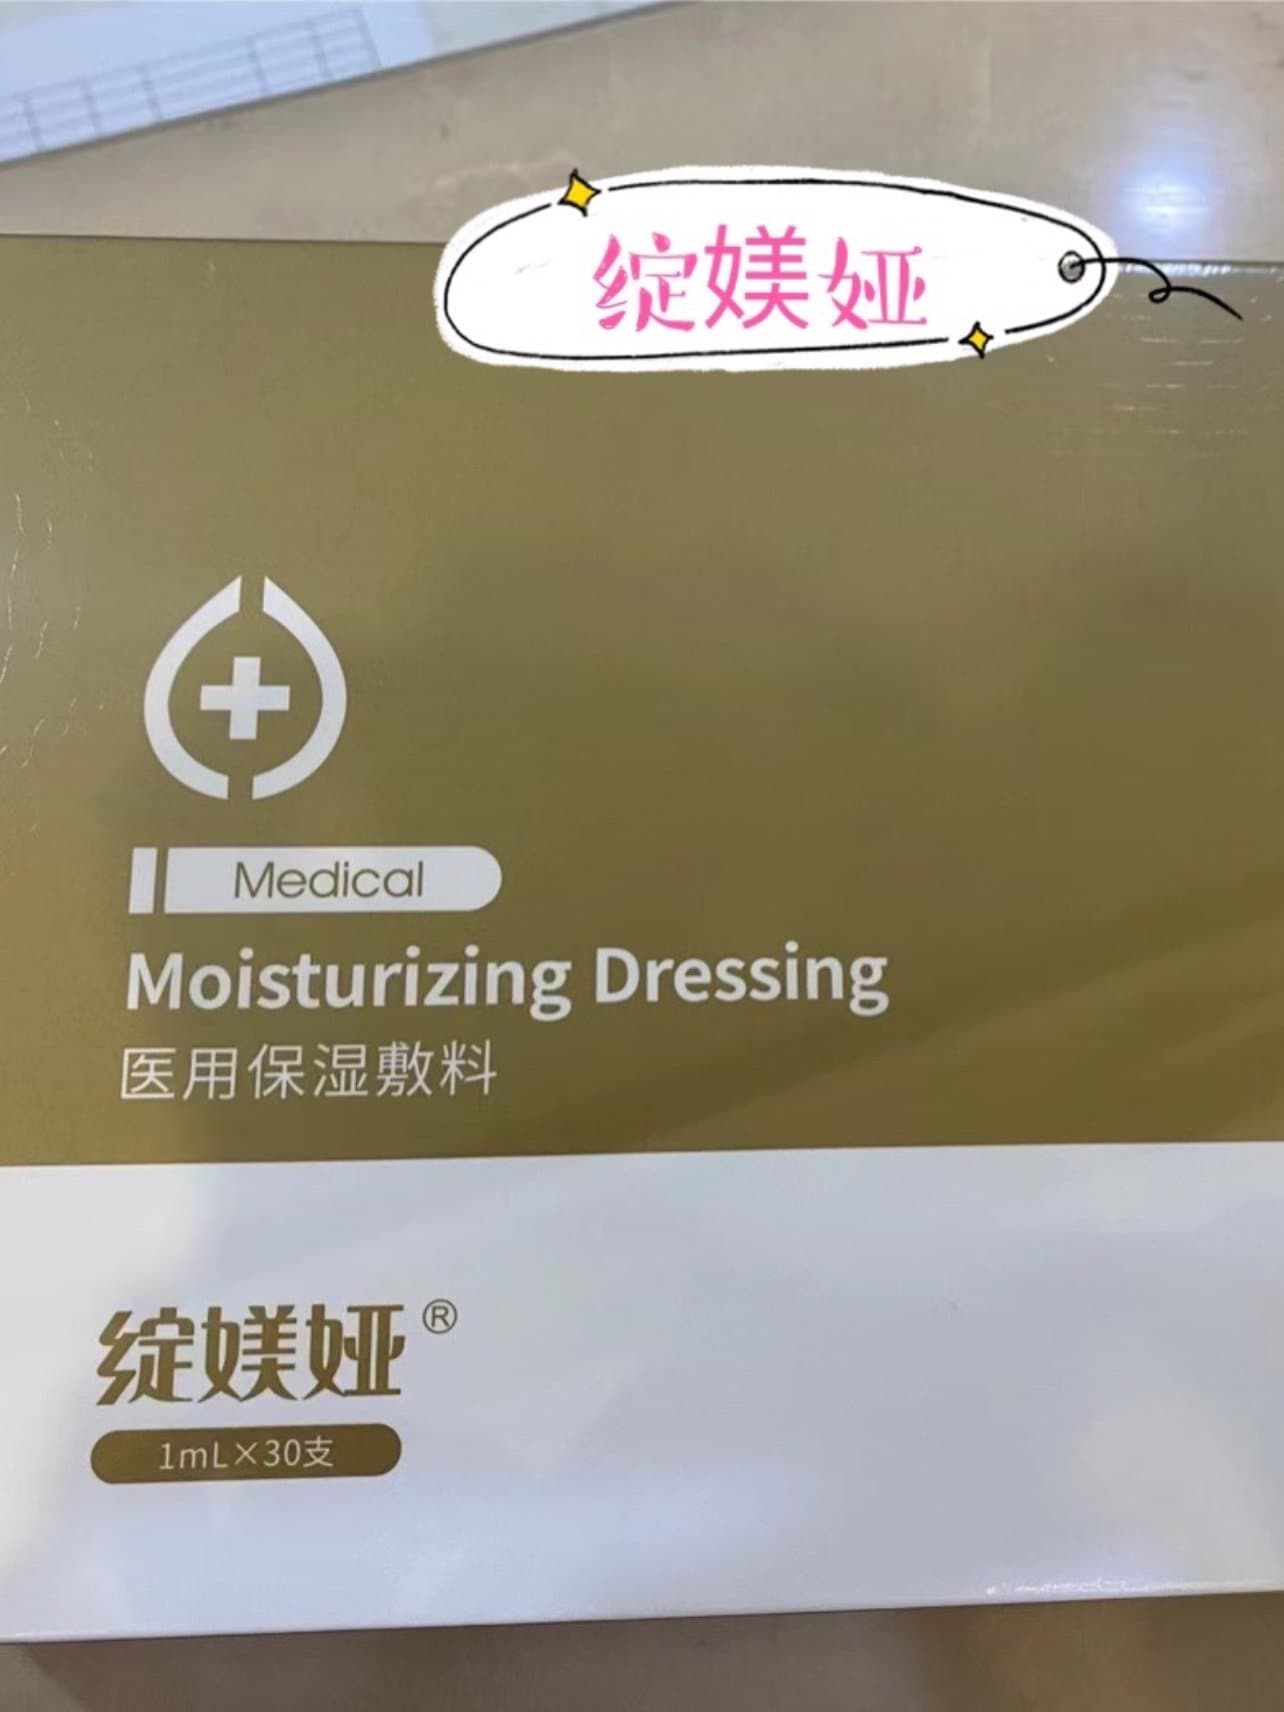 绽媄娅
Medical
Moisturizing Dressing
医用保湿敷料
绽媄娅®
1mL×30支